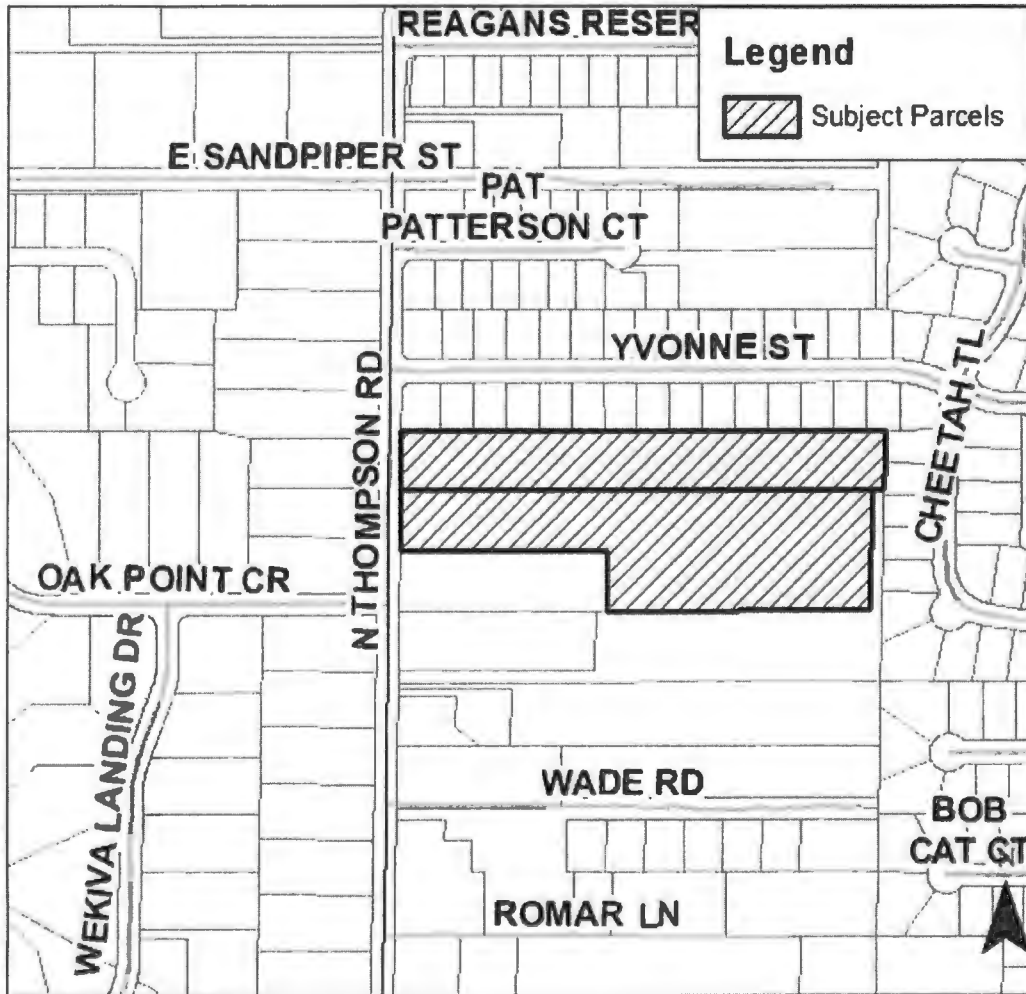 REAGANS RESER
Legend
Subject Parcels
E SANDPIPER ST
PAT
PATTERSON CT
YVONNE ST
N THOMPSON RD
CHEETAH TL
OAK POINT CR
WEKIVA LANDING DR
WADE RD
BOB
CAT CT
ROMAR LN